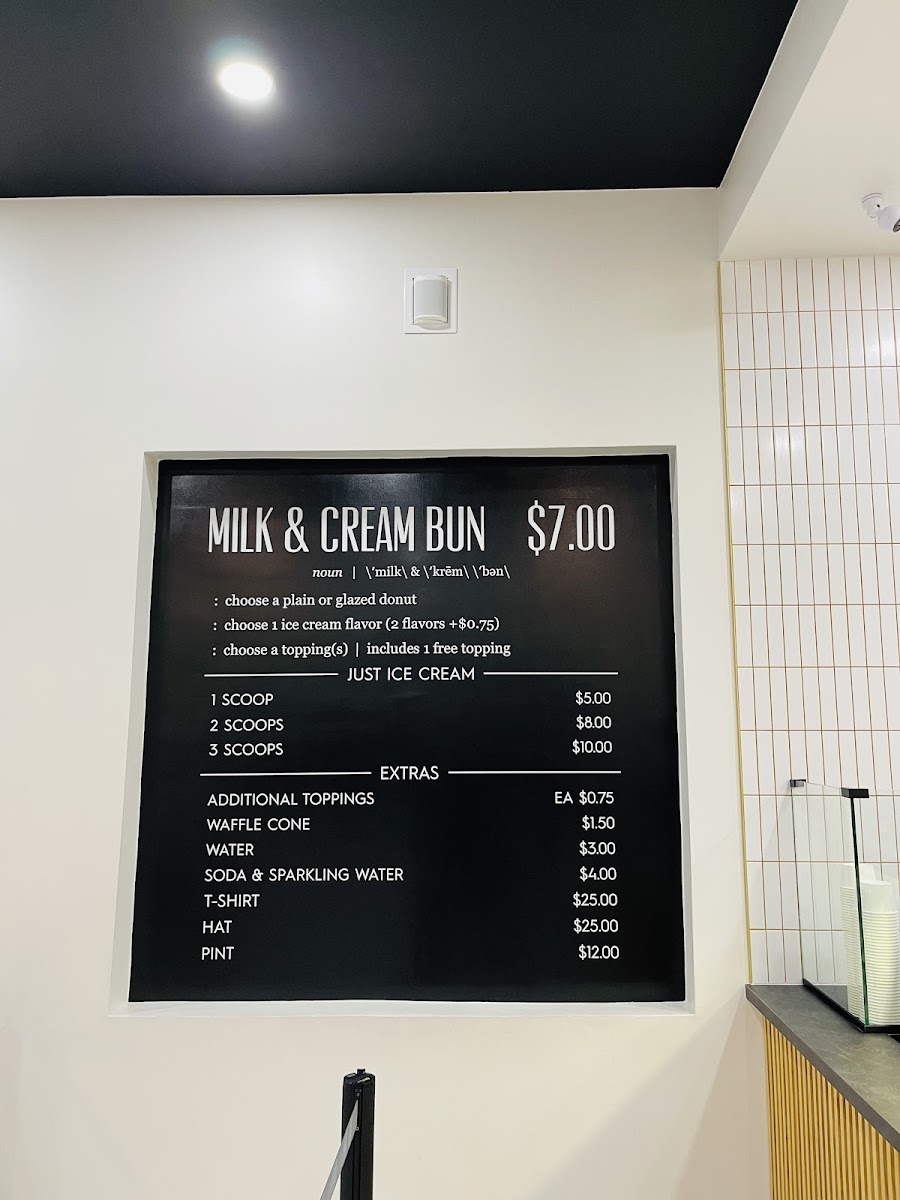 MILK & CREAM BUN $7.00
noun | \'milk\ & \'krēm\ \'bən\
: choose a plain or glazed donut
: choose 1 ice cream flavor (2 flavors +$0.75)
: choose a topping(s) | includes 1 free topping
JUST ICE CREAM
1 SCOOP $5.00
2 SCOOPS $8.00
3 SCOOPS $10.00
EXTRAS
ADDITIONAL TOPPINGS EA $0.75
WAFFLE CONE $1.50
WATER $3.00
SODA & SPARKLING WATER $4.00
T-SHIRT $25.00
HAT $25.00
PINT $12.00